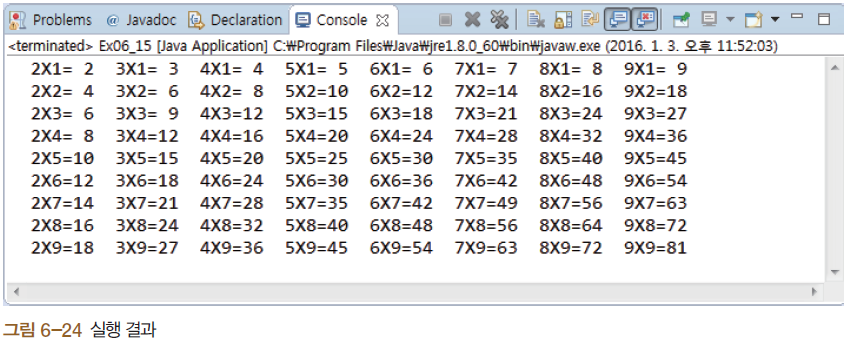 Problems @ Javadoc Declaration Console
<terminated> Ex06_15 [Java Application] C:₩Program Files₩Java₩jre1.8.0_60₩bin₩javaw.exe (2016. 1. 3. 오후 11:52:03)
2X1= 2 3X1= 3 4X1= 4 5X1= 5 6X1= 6 7X1= 7 8X1= 8 9X1= 9
2X2= 4 3X2= 6 4X2= 8 5X2=10 6X2=12 7X2=14 8X2=16 9X2=18
2X3= 6 3X3= 9 4X3=12 5X3=15 6X3=18 7X3=21 8X3=24 9X3=27
2X4= 8 3X4=12 4X4=16 5X4=20 6X4=24 7X4=28 8X4=32 9X4=36
2X5=10 3X5=15 4X5=20 5X5=25 6X5=30 7X5=35 8X5=40 9X5=45
2X6=12 3X6=18 4X6=24 5X6=30 6X6=36 7X6=42 8X6=48 9X6=54
2X7=14 3X7=21 4X7=28 5X7=35 6X7=42 7X7=49 8X7=56 9X7=63
2X8=16 3X8=24 4X8=32 5X8=40 6X8=48 7X8=56 8X8=64 9X8=72
2X9=18 3X9=27 4X9=36 5X9=45 6X9=54 7X9=63 8X9=72 9X9=81
그림 6-24 실행 결과